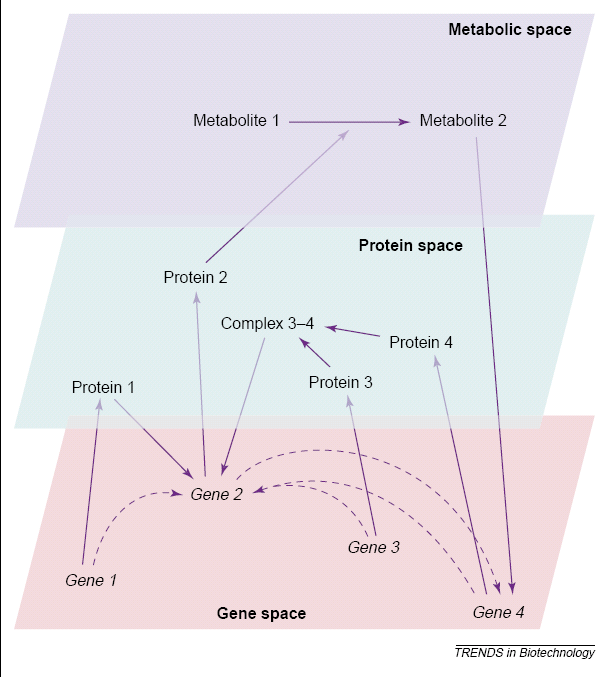 Metabolic space
Metabolite 1
Metabolite 2
Protein space
Protein 2
Complex 3–4
Protein 4
Protein 3
Protein 1
Gene 2
Gene 3
Gene 1
Gene 4
Gene space
TRENDS in Biotechnology